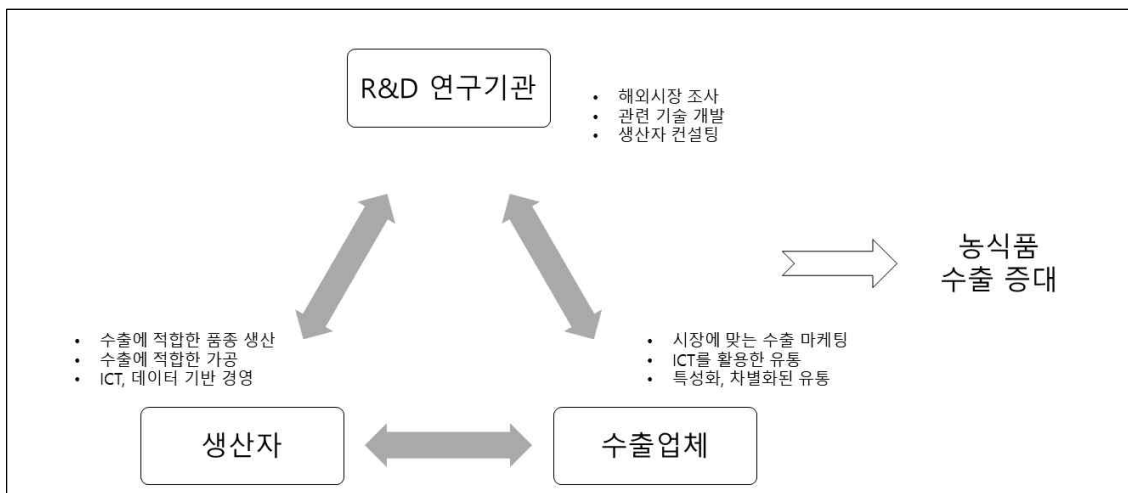 R&D 연구기관
• 해외시장 조사
• 관련 기술 개발
• 생산자 컨설팅
농식품
수출 증대
• 수출에 적합한 품종 생산
• 수출에 적합한 가공
• ICT, 데이터 기반 경영
• 시장에 맞는 수출 마케팅
• ICT를 활용한 유통
• 특성화, 차별화된 유통
생산자
수출업체